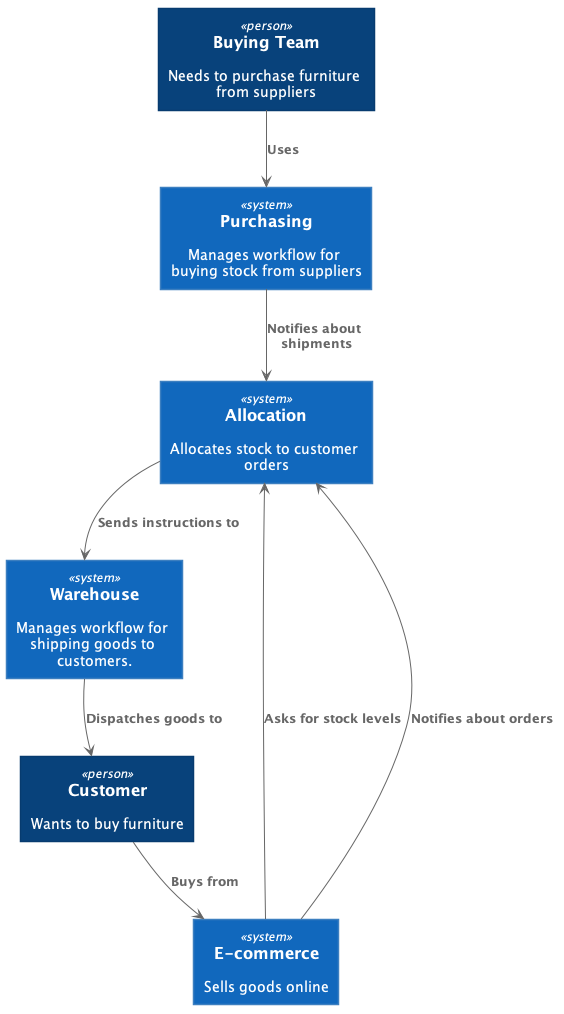 «person»
Buying Team
Needs to purchase furniture
from suppliers
Uses
«system»
Purchasing
Manages workflow for
buying stock from suppliers
Notifies about
shipments
«system»
Allocation
Allocates stock to customer
orders
Sends instructions to
«system»
Warehouse
Manages workflow for
shipping goods to
customers.
Dispatches goods to
Asks for stock levels
Notifies about orders
«person»
Customer
Wants to buy furniture
Buys from
«system»
E-commerce
Sells goods online